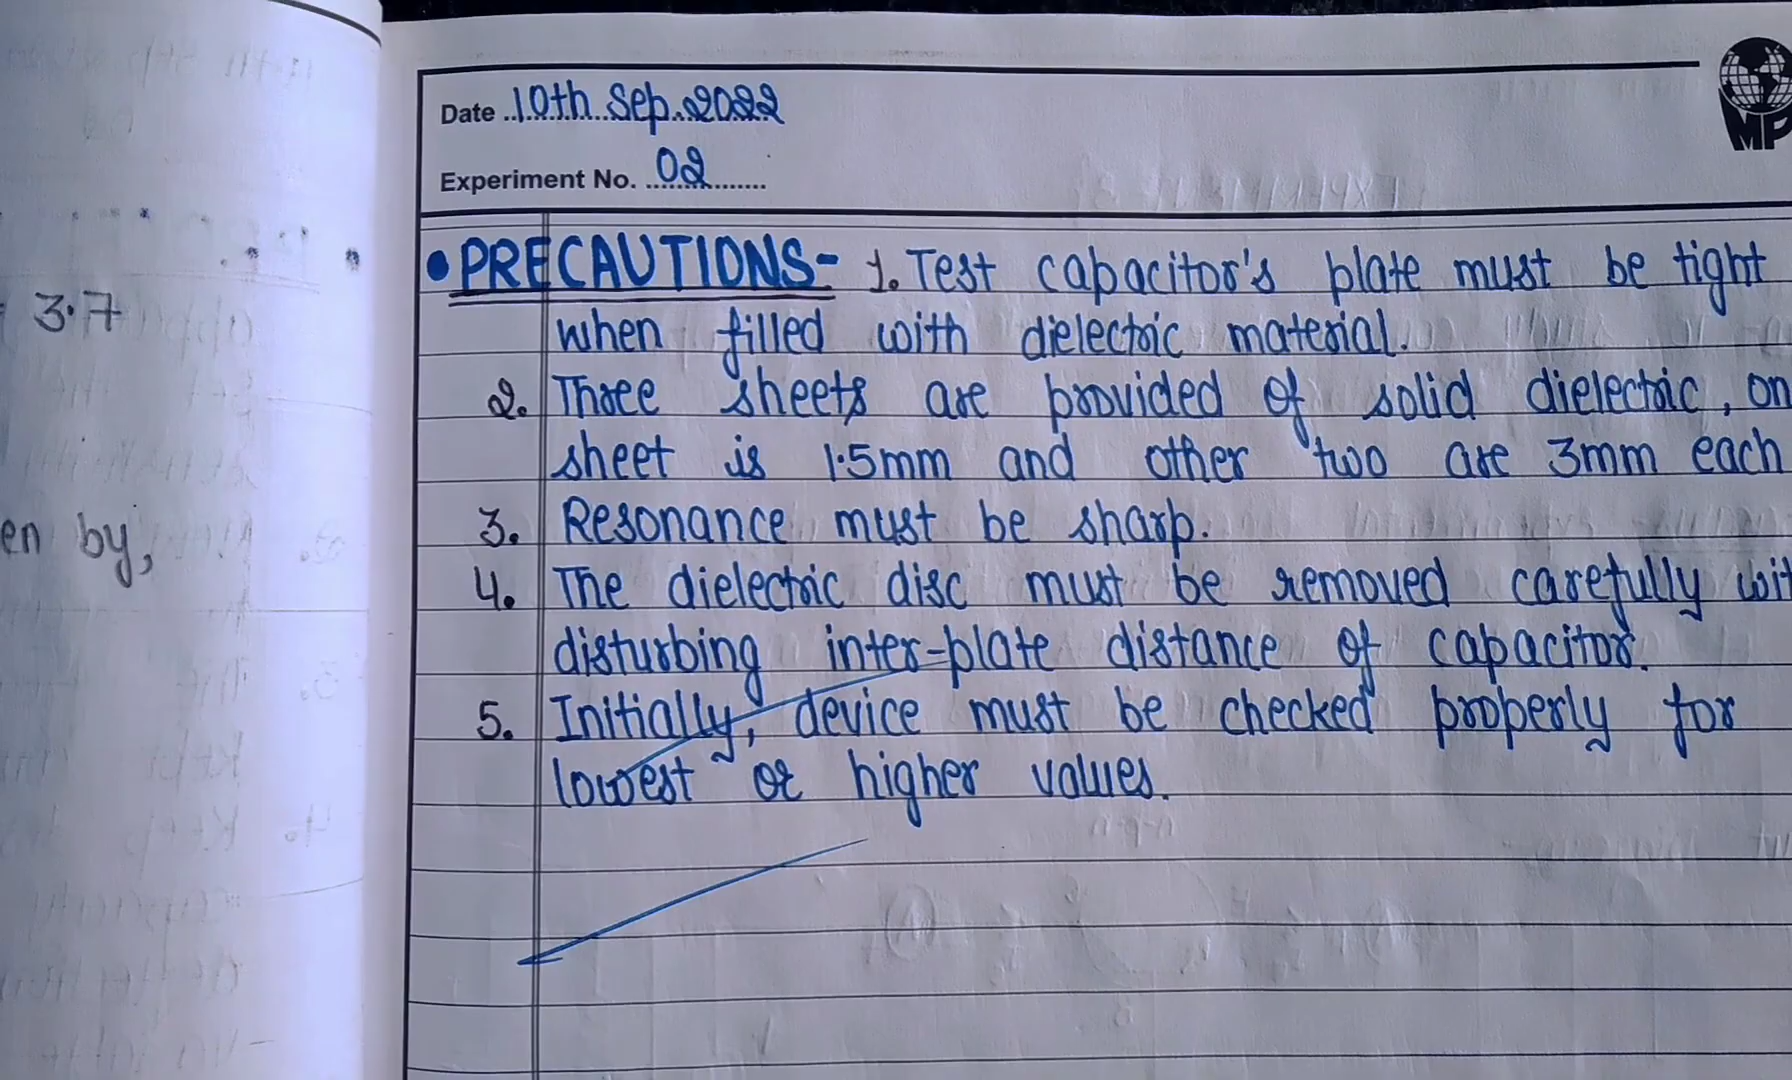 3.7
en by,
Date 10th Sep. 2022
Experiment No. 02
MP
• PRECAUTIONS- 1. Test capacitor's plate must be tight
when filled with dielectric material.
2. Three sheets are provided of solid dielectric, on
sheet is 1.5mm and other two are 3mm each
3. Resonance must be sharp.
4. The dielectric disc must be removed carefully wit
disturbing inter-plate distance of capacitor.
5. Initially, device must be checked properly for
lowest or higher values.